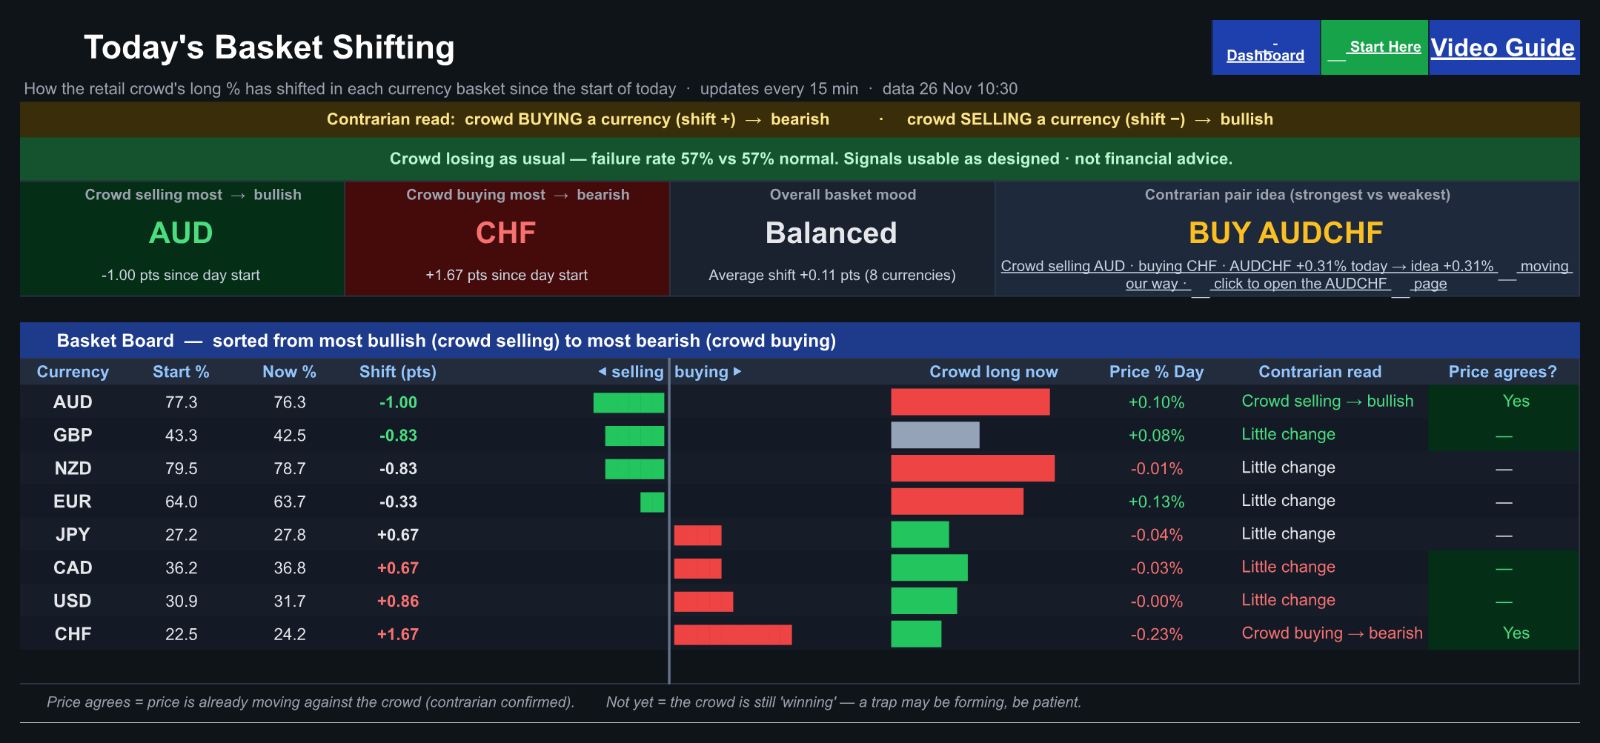 Today's Basket Shifting
Dashboard
Start Here
Video Guide
How the retail crowd's long % has shifted in each currency basket since the start of today · updates every 15 min · data 26 Nov 10:30
Contrarian read: crowd BUYING a currency (shift +) → bearish · crowd SELLING a currency (shift −) → bullish
Crowd losing as usual — failure rate 57% vs 57% normal. Signals usable as designed · not financial advice.
Crowd selling most → bullish
AUD
-1.00 pts since day start
Crowd buying most → bearish
CHF
+1.67 pts since day start
Overall basket mood
Balanced
Average shift +0.11 pts (8 currencies)
Contrarian pair idea (strongest vs weakest)
BUY AUDCHF
Crowd selling AUD · buying CHF · AUDCHF +0.31% today → idea +0.31% __ moving
our way · __ click to open the AUDCHF __ page
Basket Board — sorted from most bullish (crowd selling) to most bearish (crowd buying)
Currency Start % Now % Shift (pts) ◄ selling buying ► Crowd long now Price % Day Contrarian read Price agrees?
AUD 77.3 76.3 -1.00 +0.10% Crowd selling → bullish Yes
GBP 43.3 42.5 -0.83 +0.08% Little change —
NZD 79.5 78.7 -0.83 -0.01% Little change —
EUR 64.0 63.7 -0.33 +0.13% Little change —
JPY 27.2 27.8 +0.67 -0.04% Little change —
CAD 36.2 36.8 +0.67 -0.03% Little change —
USD 30.9 31.7 +0.86 -0.00% Little change —
CHF 22.5 24.2 +1.67 -0.23% Crowd buying → bearish Yes
Price agrees = price is already moving against the crowd (contrarian confirmed). Not yet = the crowd is still 'winning' — a trap may be forming, be patient.